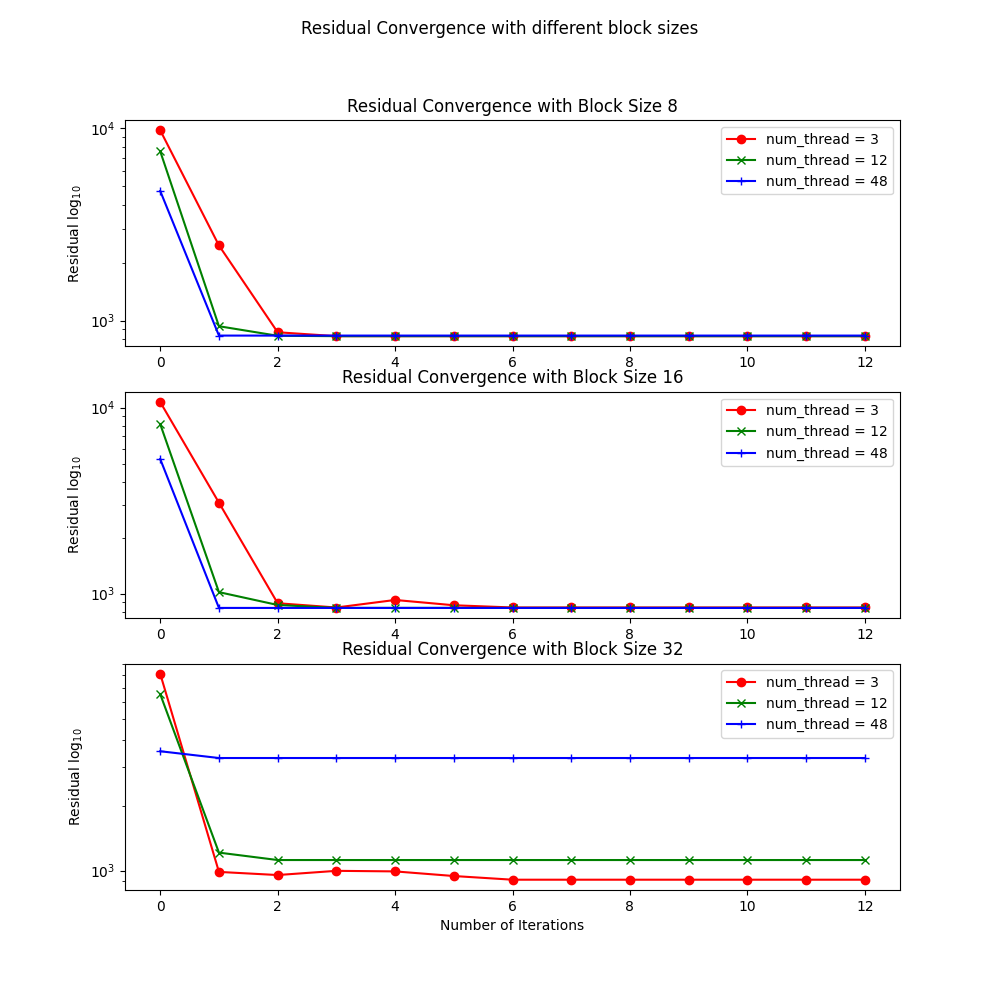 Residual Convergence with different block sizes
Residual Convergence with Block Size 8
Residual log₁₀
10⁴
10³
num_thread = 3
num_thread = 12
num_thread = 48
0 2 4 6 8 10 12
Residual Convergence with Block Size 16
Residual log₁₀
10⁴
10³
num_thread = 3
num_thread = 12
num_thread = 48
0 2 4 6 8 10 12
Residual Convergence with Block Size 32
Residual log₁₀
10³
num_thread = 3
num_thread = 12
num_thread = 48
0 2 4 6 8 10 12
Number of Iterations